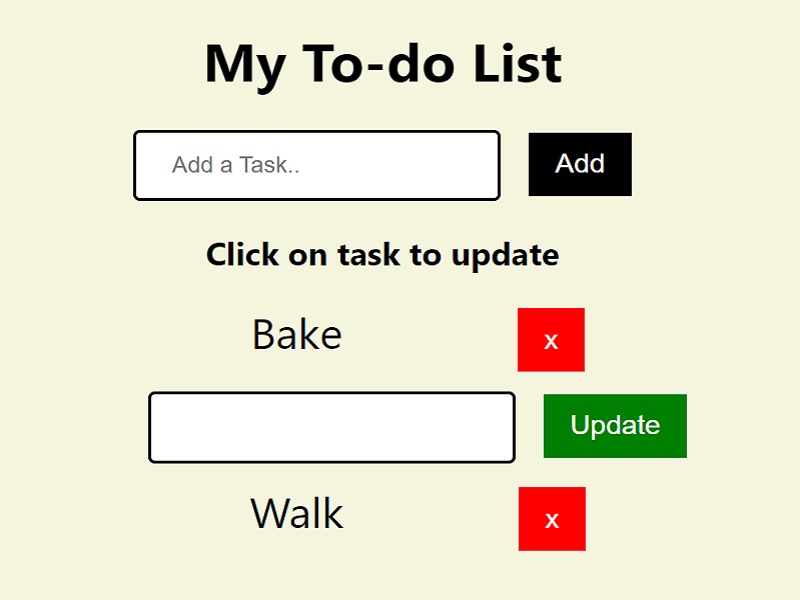 My To-do List
Add a Task..
Add
Click on task to update
Bake
x
Update
Walk
x